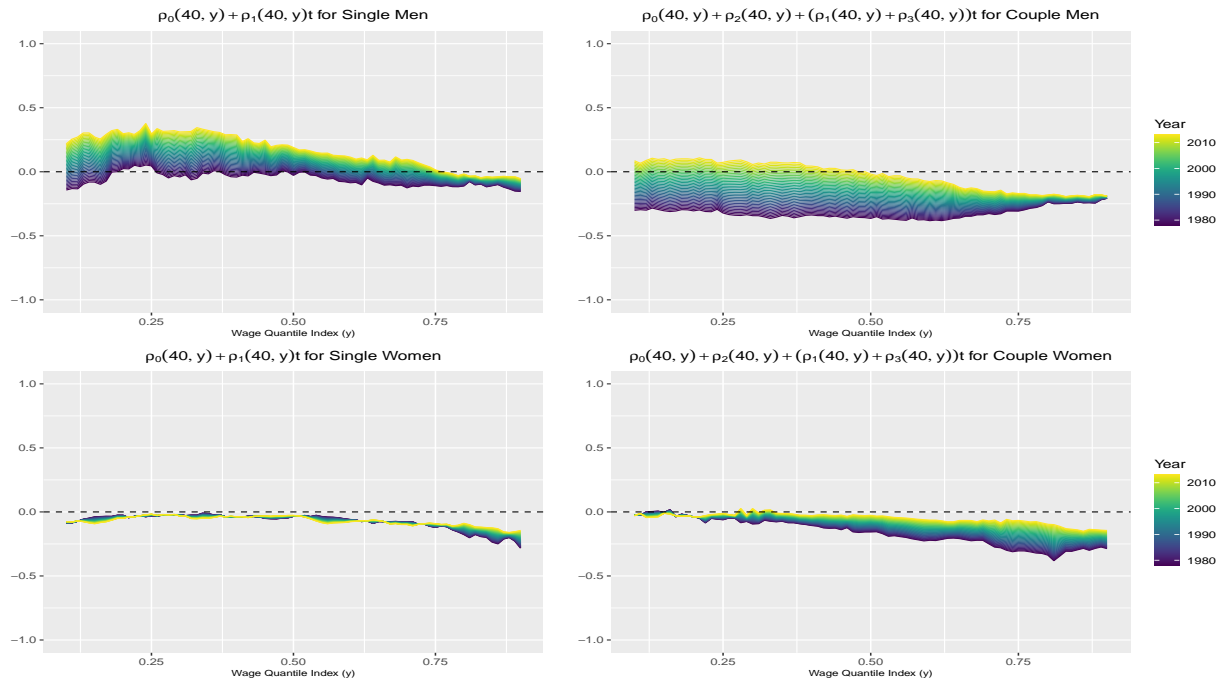 ρ₀(40, y) + ρ₁(40, y)t for Single Men
1.0
0.5
0.0
−0.5
−1.0
0.25 0.50 0.75
Wage Quantile Index (y)
ρ₀(40, y) + ρ₂(40, y) + (ρ₁(40, y) + ρ₃(40, y))t for Couple Men
1.0
0.5
0.0
−0.5
−1.0
0.25 0.50 0.75
Wage Quantile Index (y)
Year
2010
2000
1990
1980
ρ₀(40, y) + ρ₁(40, y)t for Single Women
1.0
0.5
0.0
−0.5
−1.0
0.25 0.50 0.75
Wage Quantile Index (y)
ρ₀(40, y) + ρ₂(40, y) + (ρ₁(40, y) + ρ₃(40, y))t for Couple Women
1.0
0.5
0.0
−0.5
−1.0
0.25 0.50 0.75
Wage Quantile Index (y)
Year
2010
2000
1990
1980